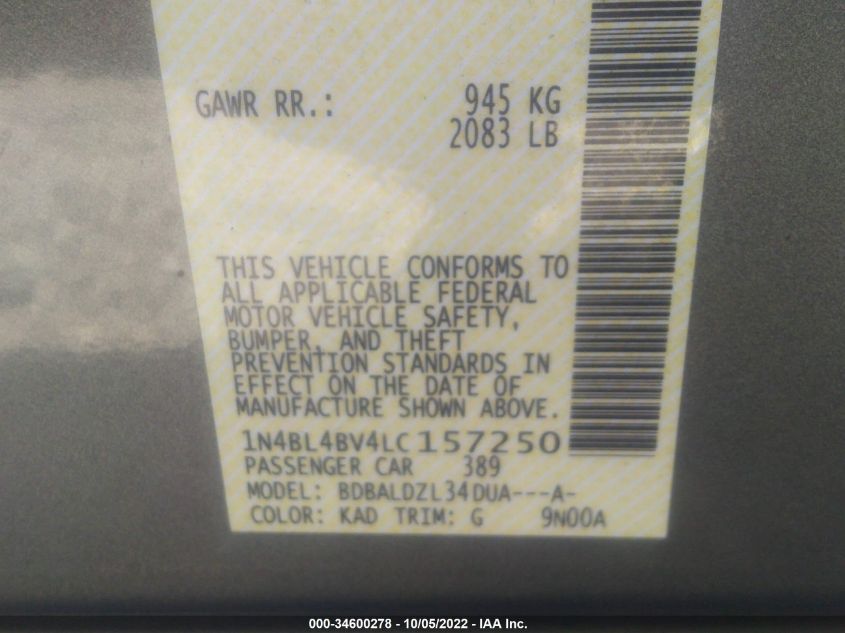 GAWR RR.: 945 KG
2083 LB
THIS VEHICLE CONFORMS TO
ALL APPLICABLE FEDERAL
MOTOR VEHICLE SAFETY,
BUMPER, AND THEFT
PREVENTION STANDARDS IN
EFFECT ON THE DATE OF
MANUFACTURE SHOWN ABOVE.
1N4BL4BV4LC157250
PASSENGER CAR 389
MODEL: BDBALDZL34DUA---A-
COLOR: KAD TRIM: G 9N00A
000-34600278 - 10/05/2022 - IAA Inc.